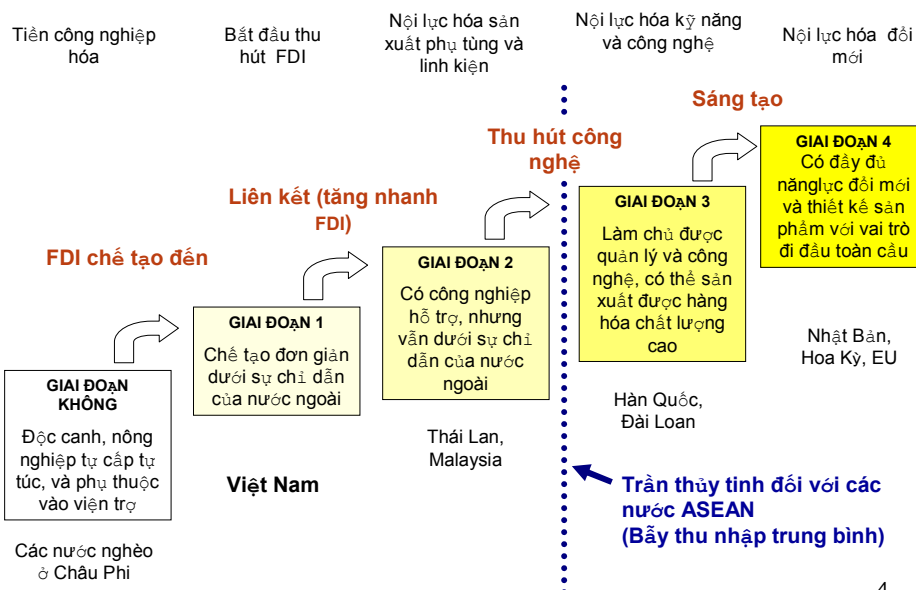 Tiền công nghiệp
hóa
Bắt đầu thu
hút FDI
Nội lực hóa sản
xuất phụ tùng và
linh kiện
Nội lực hóa kỹ năng
và công nghệ
Nội lực hóa đổi
mới
Sáng tạo
Thu hút công
nghệ
Liên kết (tăng nhanh
FDI)
FDI chế tạo đến
GIAI ĐOẠN 4
Có đầy đủ
nănglực đổi mới
và thiết kế sản
phẩm với vai trò
đi đầu toàn cầu
Nhật Bản,
Hoa Kỳ, EU
GIAI ĐOẠN 3
Làm chủ được
quản lý và công
nghệ, có thể sản
xuất được hàng
hóa chất lượng
cao
Hàn Quốc,
Đài Loan
GIAI ĐOẠN 2
Có công nghiệp
hỗ trợ, nhưng
vẫn dưới sự chỉ
dẫn của nước
ngoài
Thái Lan,
Malaysia
GIAI ĐOẠN 1
Chế tạo đơn giản
dưới sự chỉ dẫn
của nước ngoài
Việt Nam
GIAI ĐOẠN
KHÔNG
Độc canh, nông
nghiệp tự cấp tự
túc, và phụ thuộc
vào viện trợ
Các nước nghèo
ở Châu Phi
Trần thủy tinh đối với các
nước ASEAN
(Bẫy thu nhập trung bình)
4